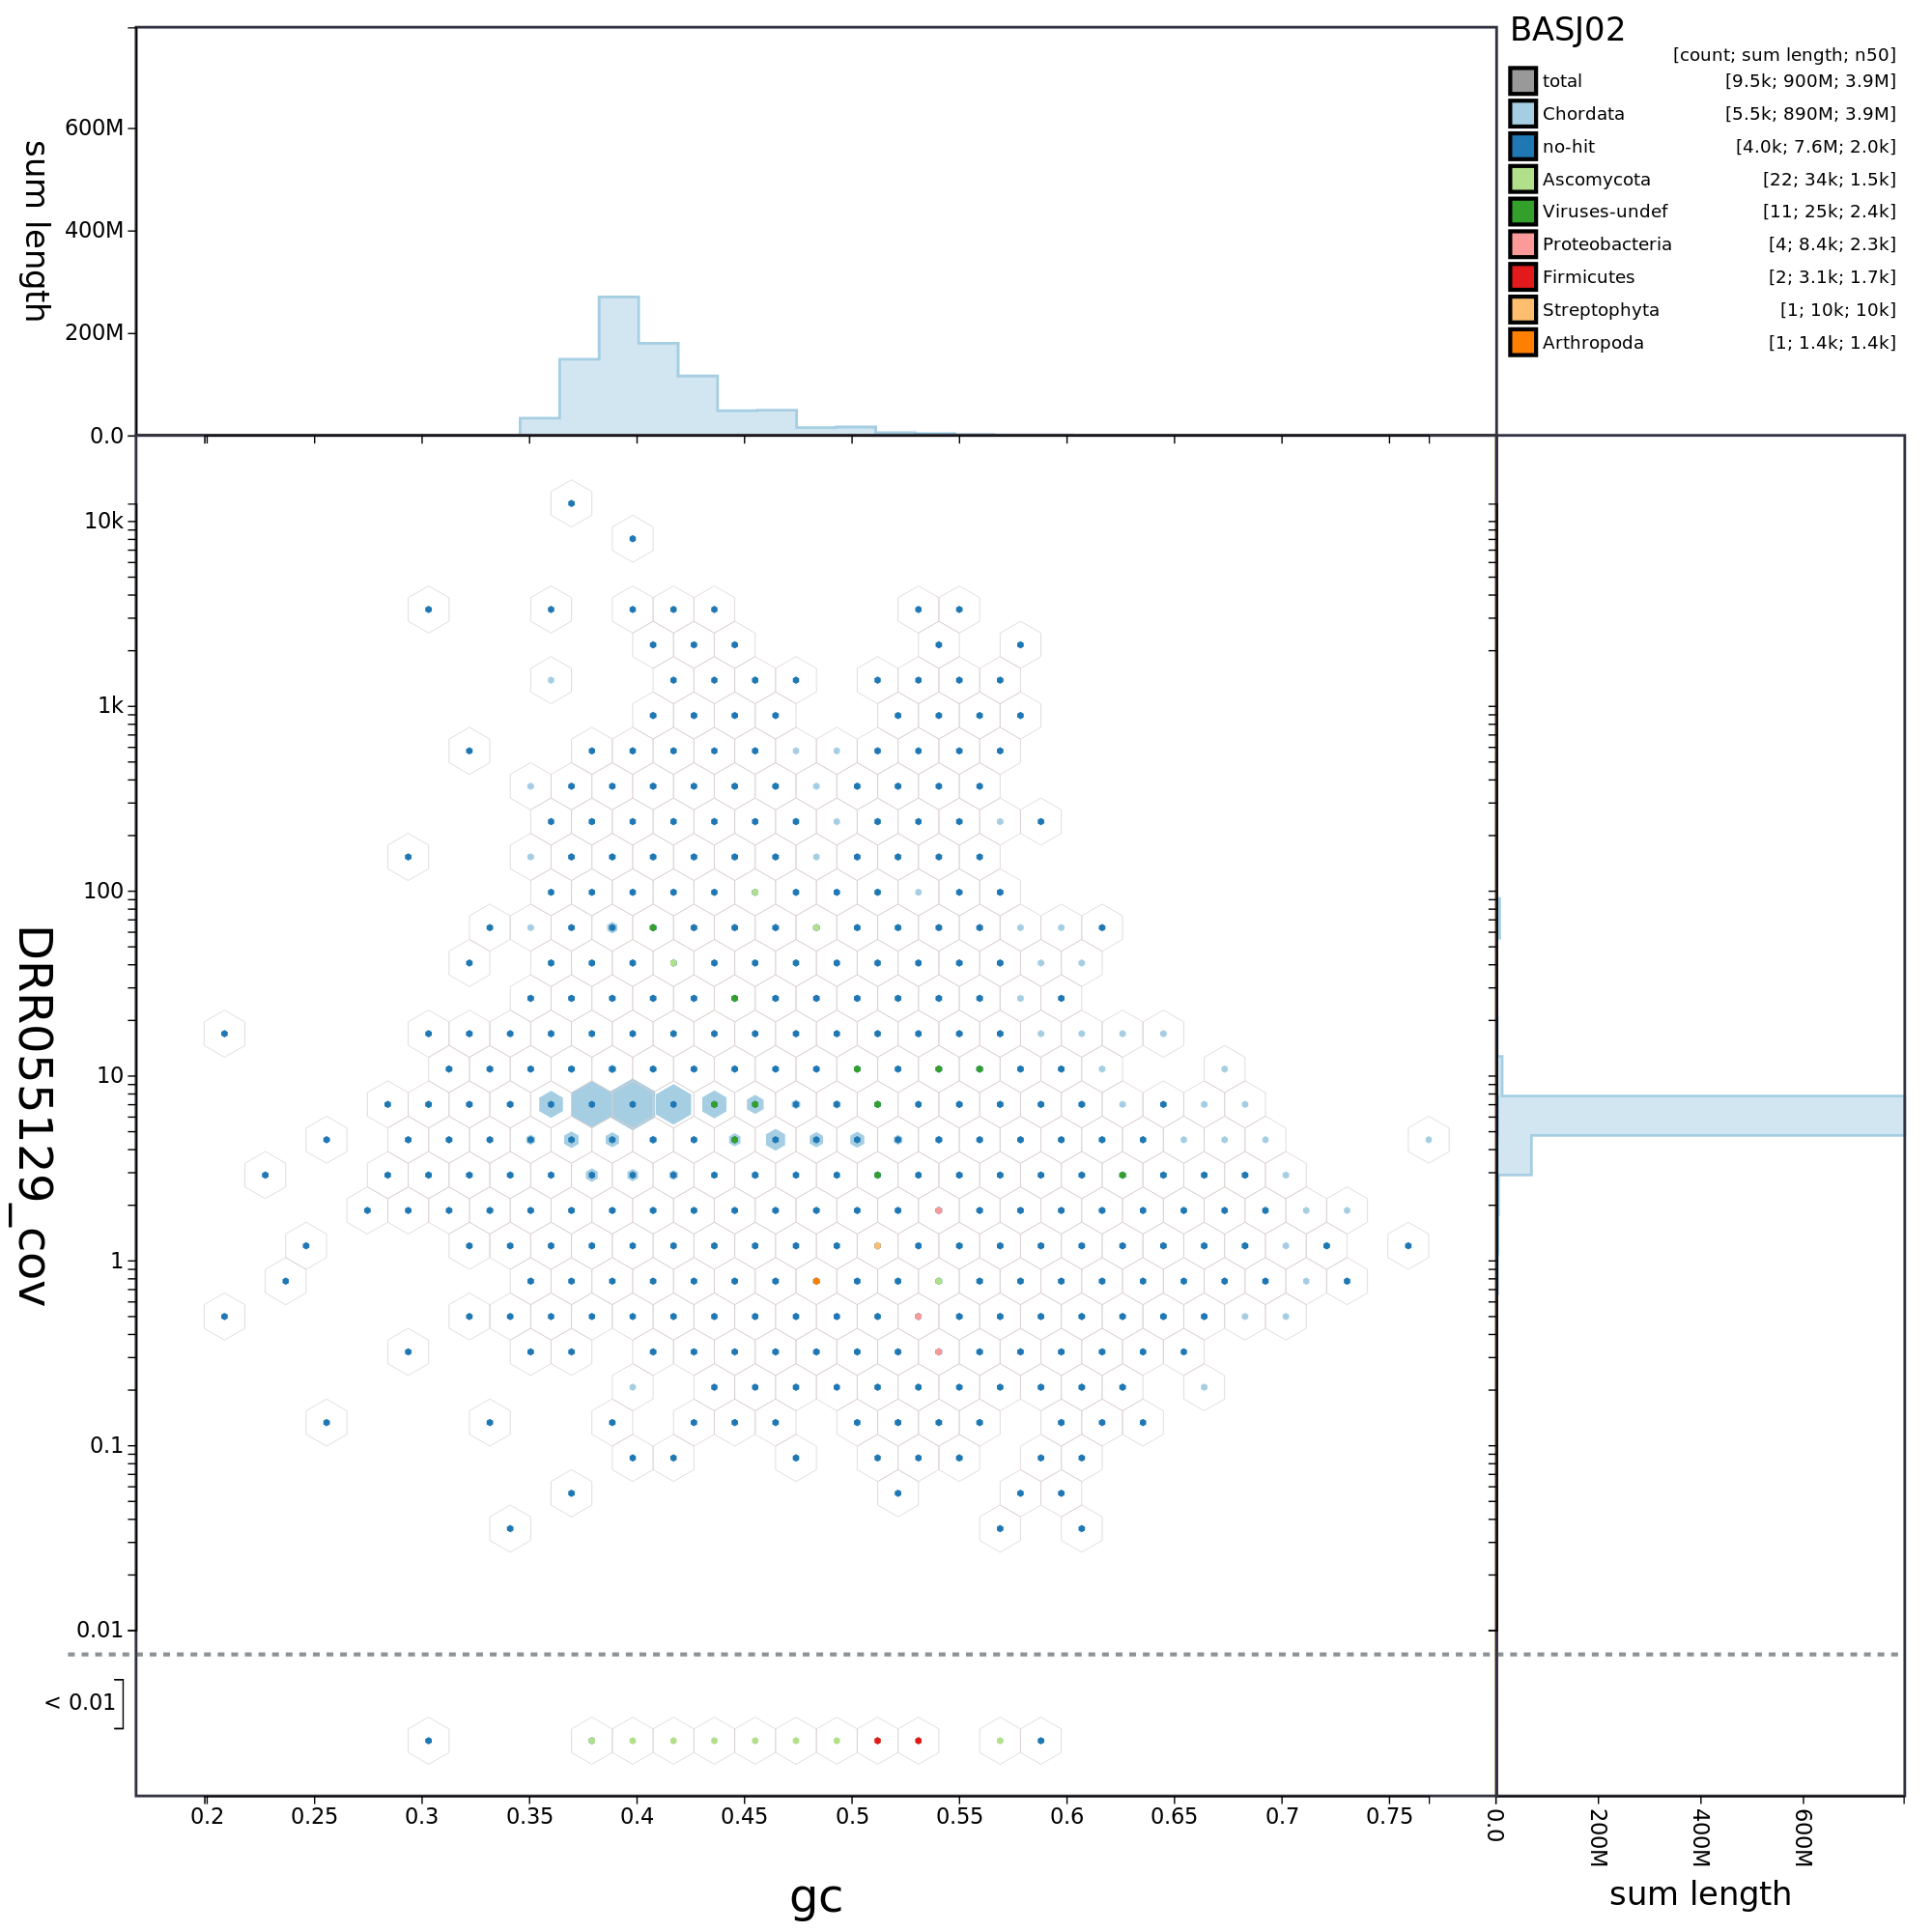 BASJ02
[count; sum length; n50]
total [9.5k; 900M; 3.9M]
Chordata [5.5k; 890M; 3.9M]
no-hit [4.0k; 7.6M; 2.0k]
Ascomycota [22; 34k; 1.5k]
Viruses-undef [11; 25k; 2.4k]
Proteobacteria [4; 8.4k; 2.3k]
Firmicutes [2; 3.1k; 1.7k]
Streptophyta [1; 10k; 10k]
Arthropoda [1; 1.4k; 1.4k]
sum length
600M
400M
200M
0.0
DRR055129_cov
10k
1k
100
10
1
0.1
0.01
< 0.01
0.2 0.25 0.3 0.35 0.4 0.45 0.5 0.55 0.6 0.65 0.7 0.75
gc
0.0 200M 400M 600M
sum length